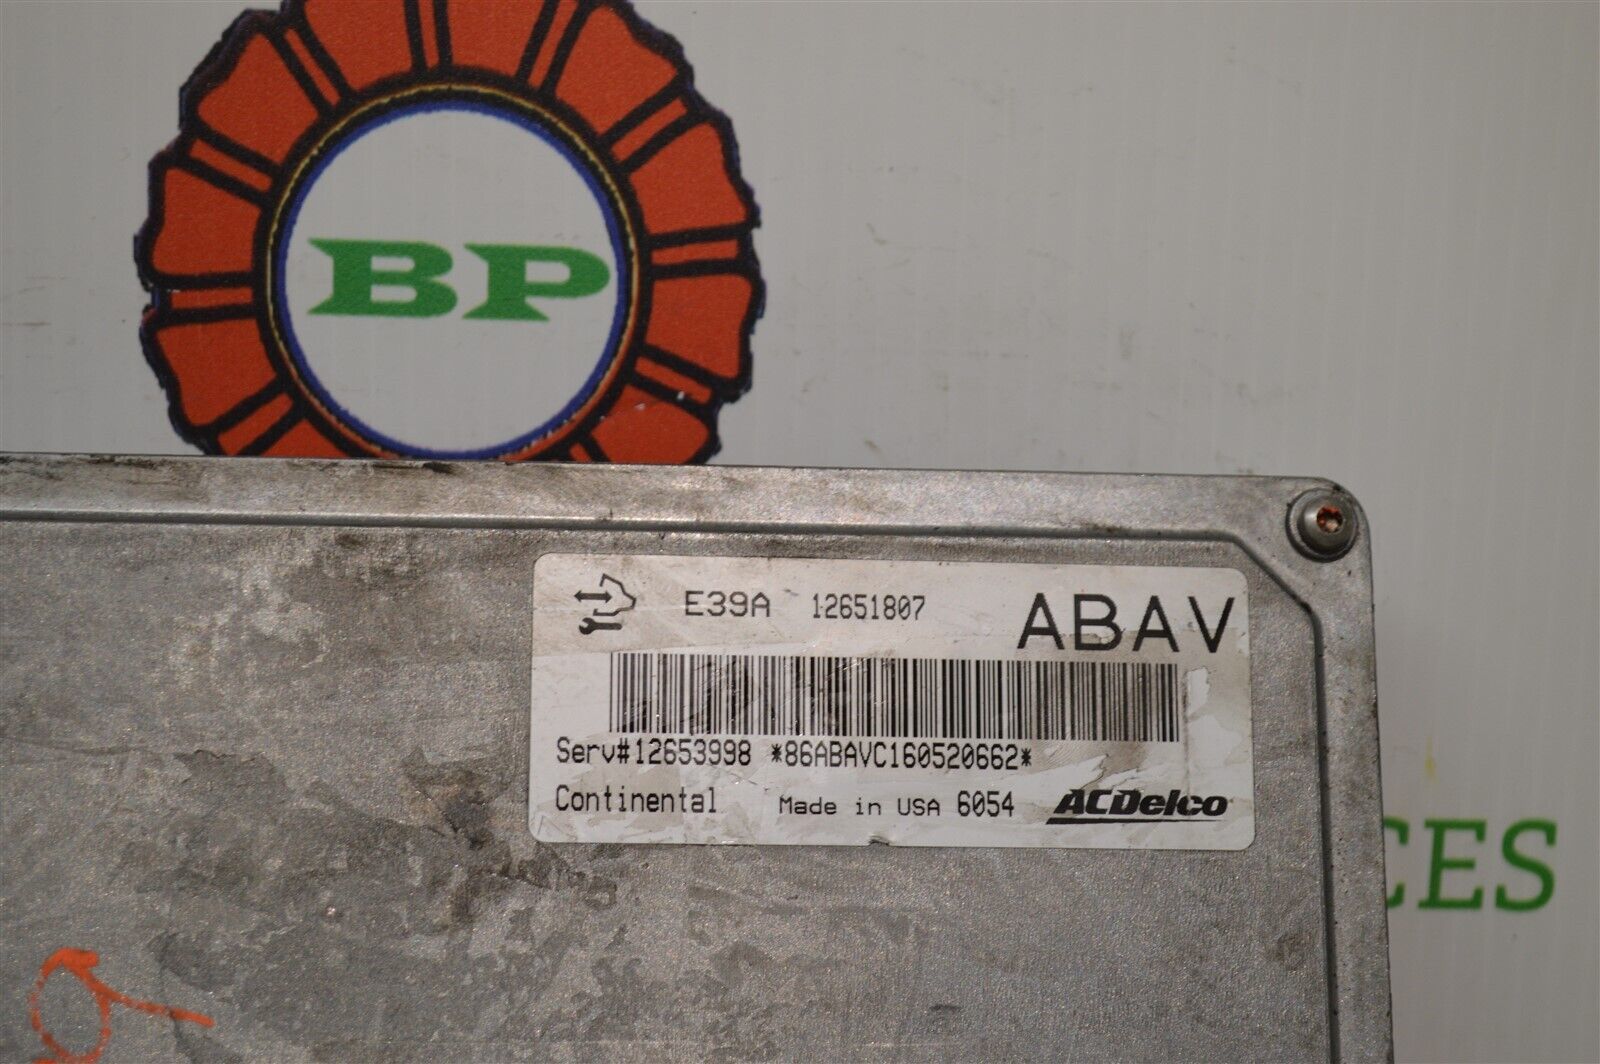 BP
E39A 12651807 ABAV
Serv#12653998 *86ABAVC160520662*
Continental Made in USA 6054 ACDelco
CES